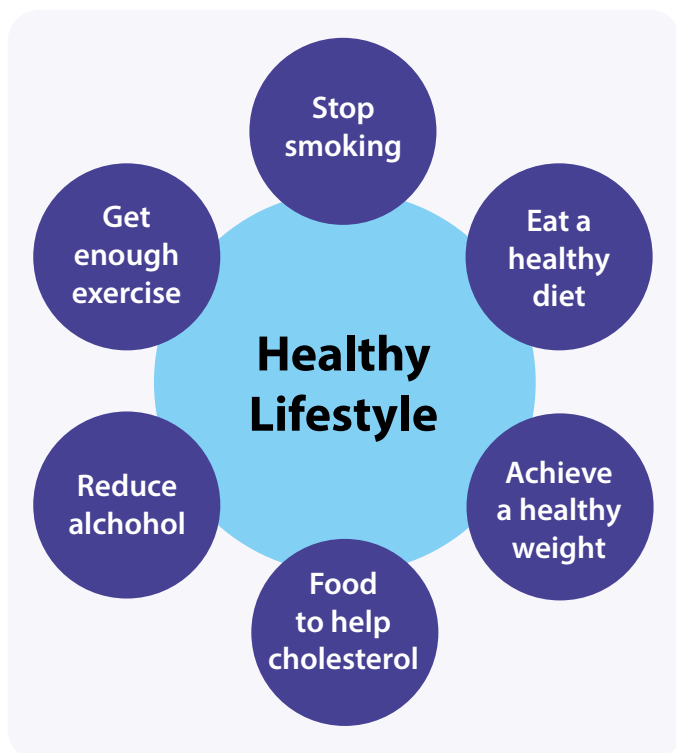 Stop
smoking
Eat a
healthy
diet
Achieve
a healthy
weight
Food
to help
cholesterol
Reduce
alchohol
Get
enough
exercise
Healthy
Lifestyle